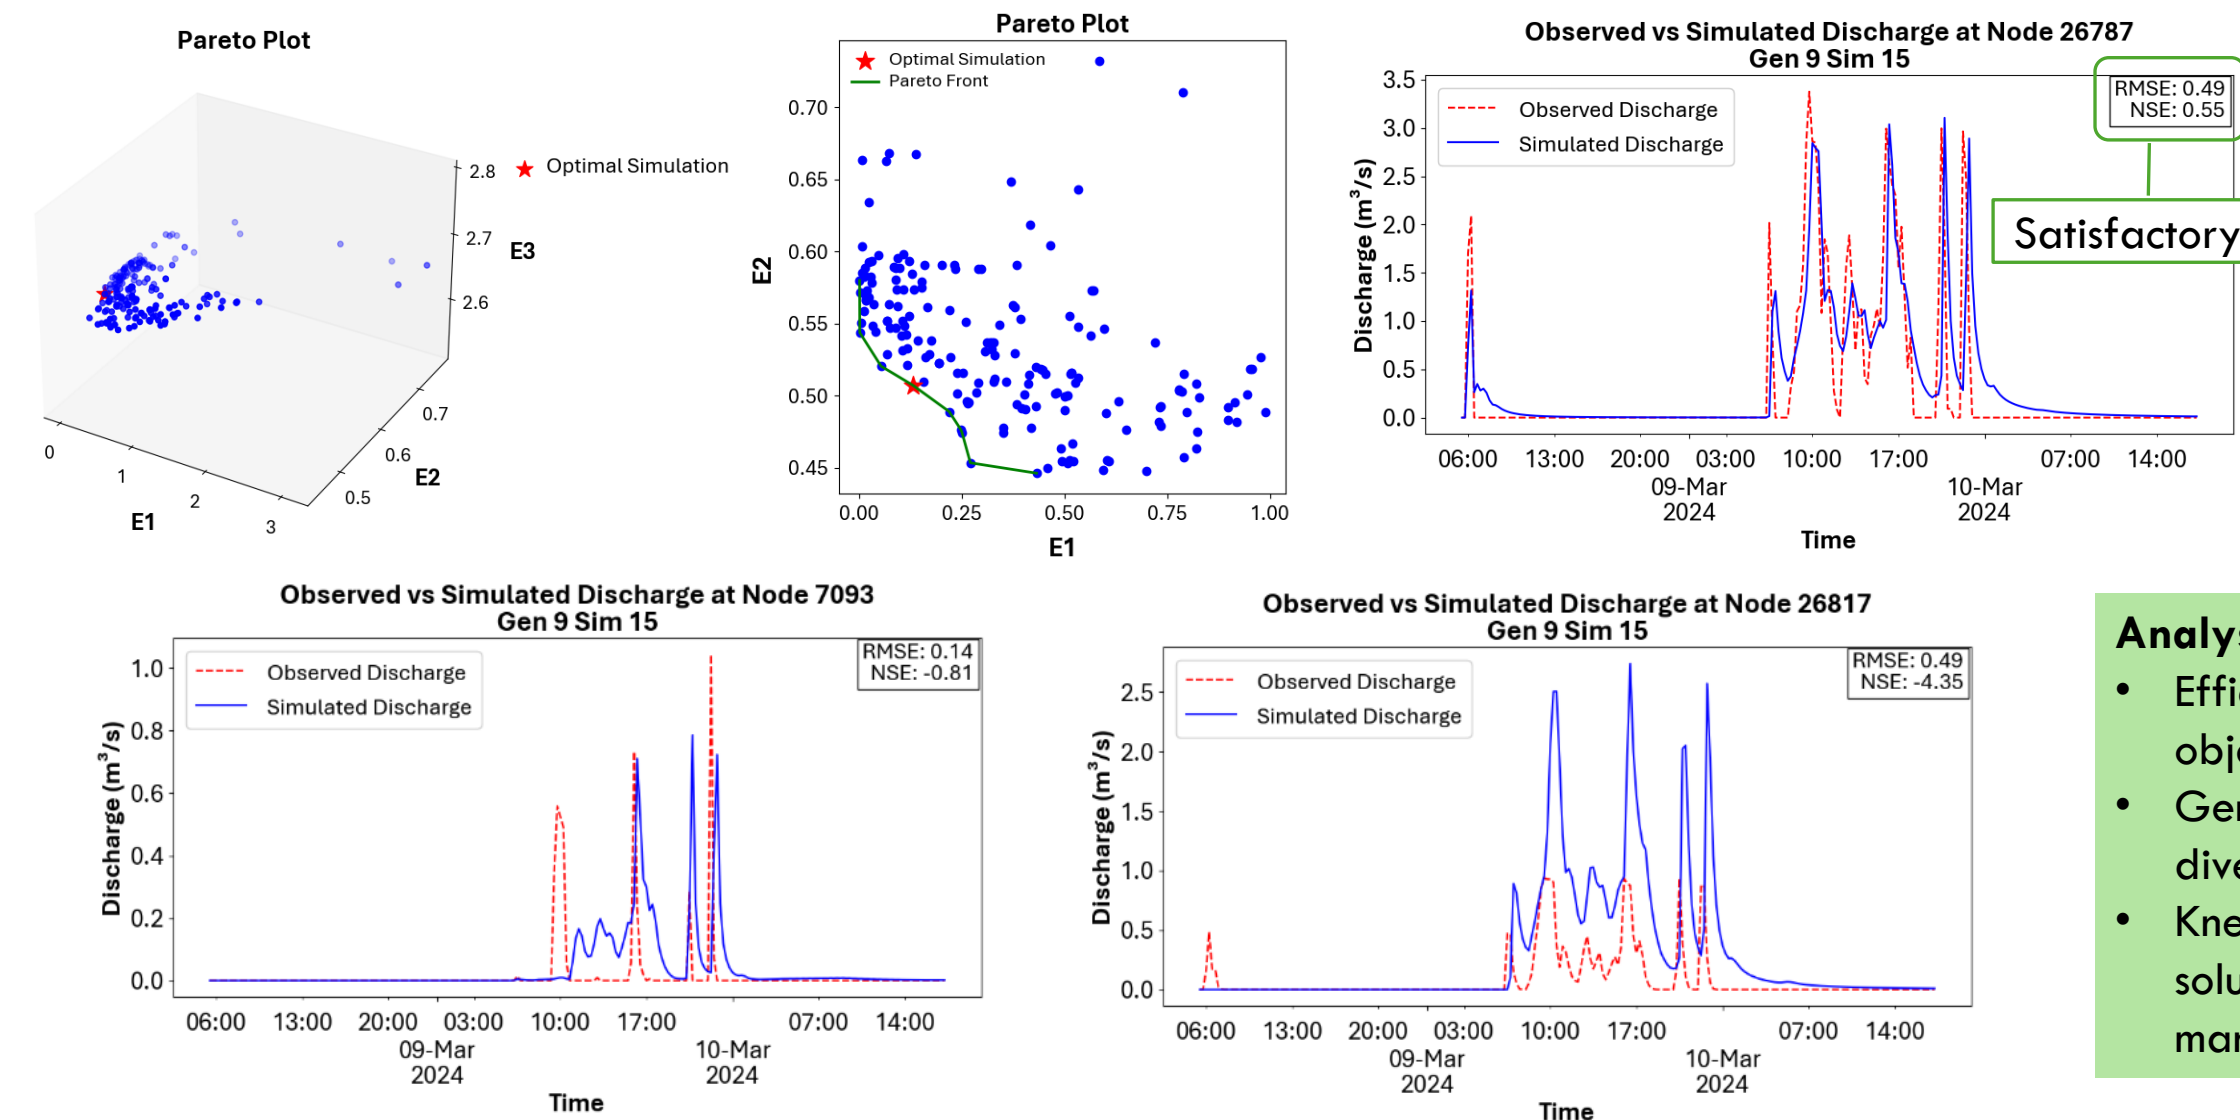 Pareto Plot
Optimal Simulation
2.8
2.7
2.6
E3
0.7
0.6
0.5
E2
0
1
2
3
E1
Pareto Plot
Optimal Simulation
Pareto Front
0.70
0.65
0.60
0.55
0.50
0.45
E2
0.00 0.25 0.50 0.75 1.00
E1
Observed vs Simulated Discharge at Node 26787
Gen 9 Sim 15
Observed Discharge
Simulated Discharge
RMSE: 0.49
NSE: 0.55
Satisfactory
3.5
3.0
2.5
2.0
1.5
1.0
0.5
0.0
Discharge (m³/s)
06:00 13:00 20:00 03:00 10:00 17:00 07:00 14:00
09-Mar 10-Mar
2024 2024
Time
Observed vs Simulated Discharge at Node 7093
Gen 9 Sim 15
Observed Discharge
Simulated Discharge
RMSE: 0.14
NSE: -0.81
1.0
0.8
0.6
0.4
0.2
0.0
Discharge (m³/s)
06:00 13:00 20:00 03:00 10:00 17:00 07:00 14:00
09-Mar 10-Mar
2024 2024
Time
Observed vs Simulated Discharge at Node 26817
Gen 9 Sim 15
Observed Discharge
Simulated Discharge
RMSE: 0.49
NSE: -4.35
2.5
2.0
1.5
1.0
0.5
0.0
Discharge (m³/s)
06:00 13:00 20:00 03:00 10:00 17:00 07:00 14:00
09-Mar 10-Mar
2024 2024
Time